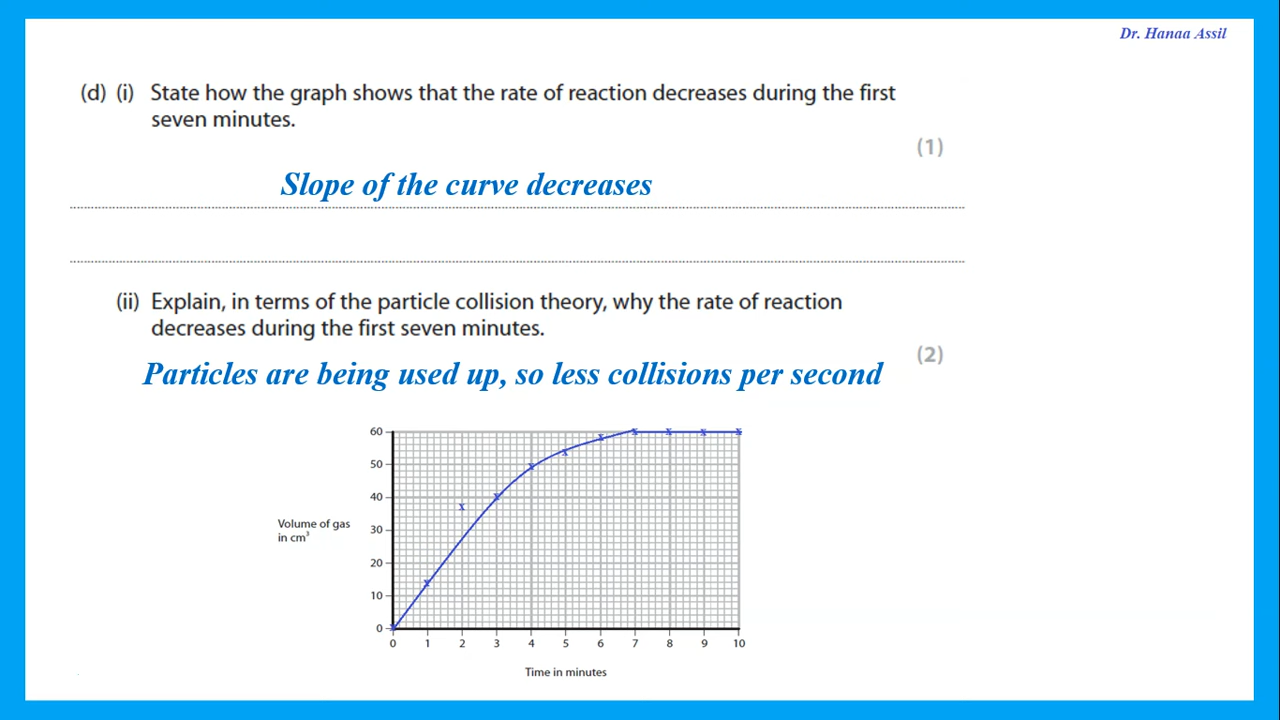 Dr. Hanaa Assil
(d) (i) State how the graph shows that the rate of reaction decreases during the first
seven minutes.
(1)
Slope of the curve decreases
(ii) Explain, in terms of the particle collision theory, why the rate of reaction
decreases during the first seven minutes.
(2)
Particles are being used up, so less collisions per second
60
50
40
30
20
10
0
Volume of gas
in cm³
0 1 2 3 4 5 6 7 8 9 10
Time in minutes